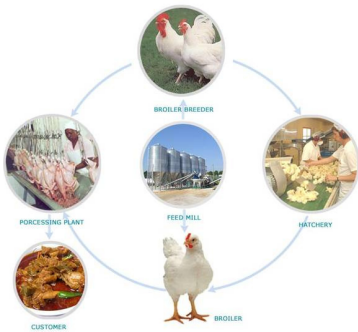 BROILER BREEDER
PORCESSING PLANT
FEED MILL
HATCHERY
BROILER
CUSTOMER